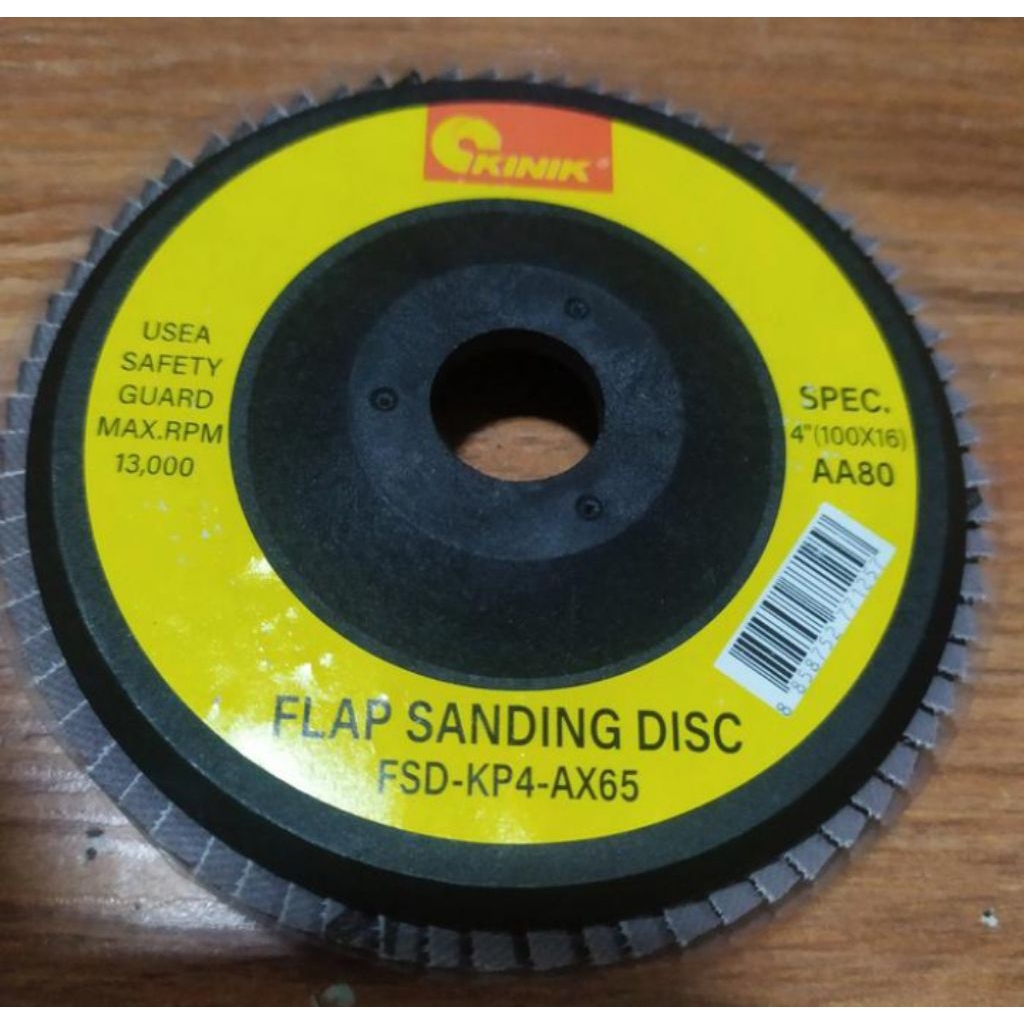 KINIK®
USEA
SAFETY
GUARD
MAX.RPM
13,000
SPEC.
4"(100X16)
AA80
FLAP SANDING DISC
FSD-KP4-AX65